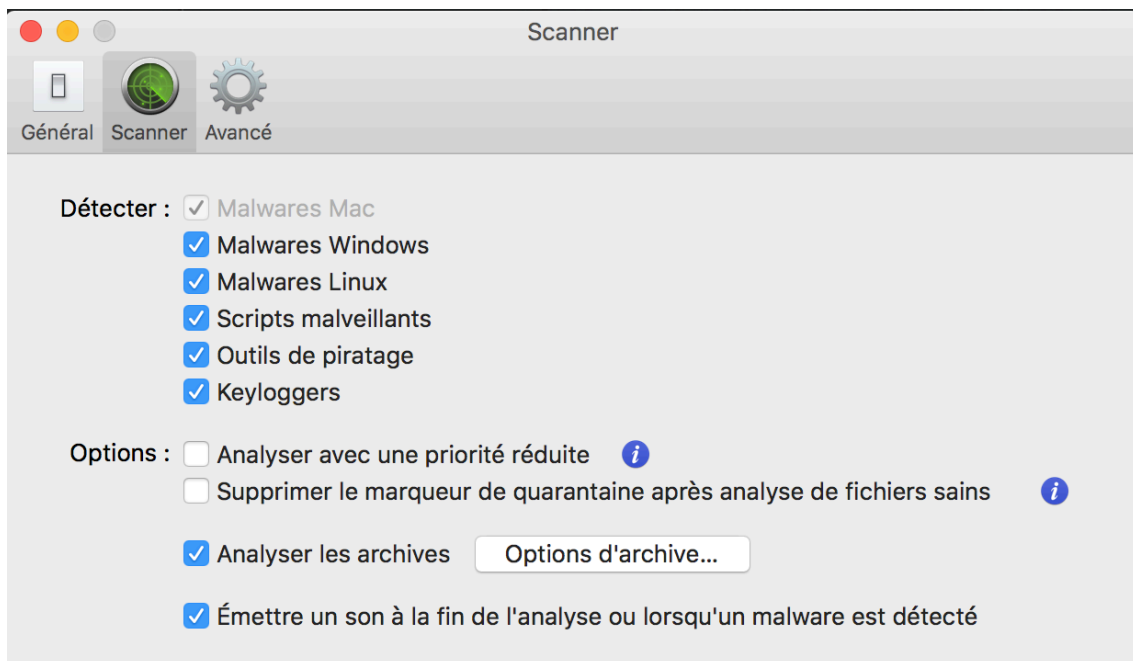 Scanner
Général Scanner Avancé
Détecter : Malwares Mac
Malwares Windows
Malwares Linux
Scripts malveillants
Outils de piratage
Keyloggers
Options : Analyser avec une priorité réduite i
Supprimer le marqueur de quarantaine après analyse de fichiers sains i
Analyser les archives Options d'archive...
Émettre un son à la fin de l'analyse ou lorsqu'un malware est détecté